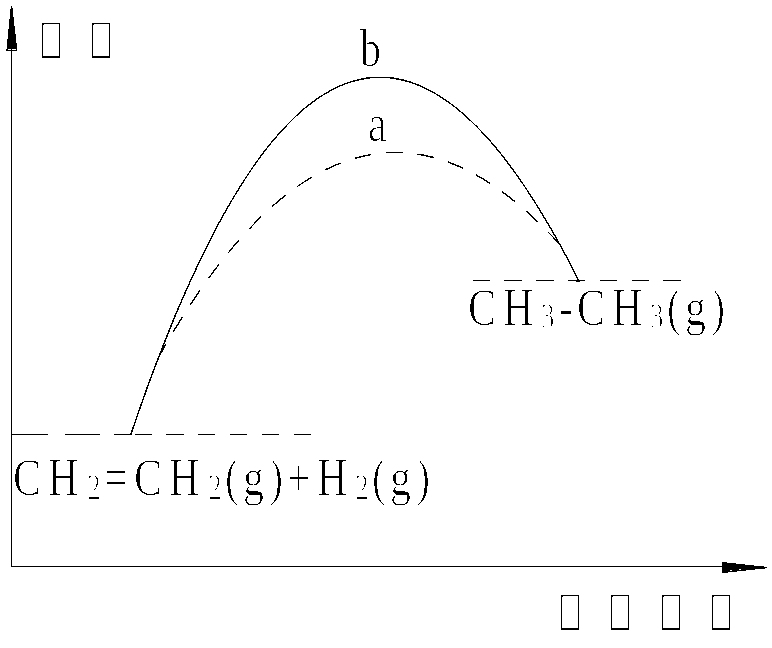 □ □
b
a
CH₃-CH₃(g)
CH₂=CH₂(g)+H₂(g)
□ □ □ □